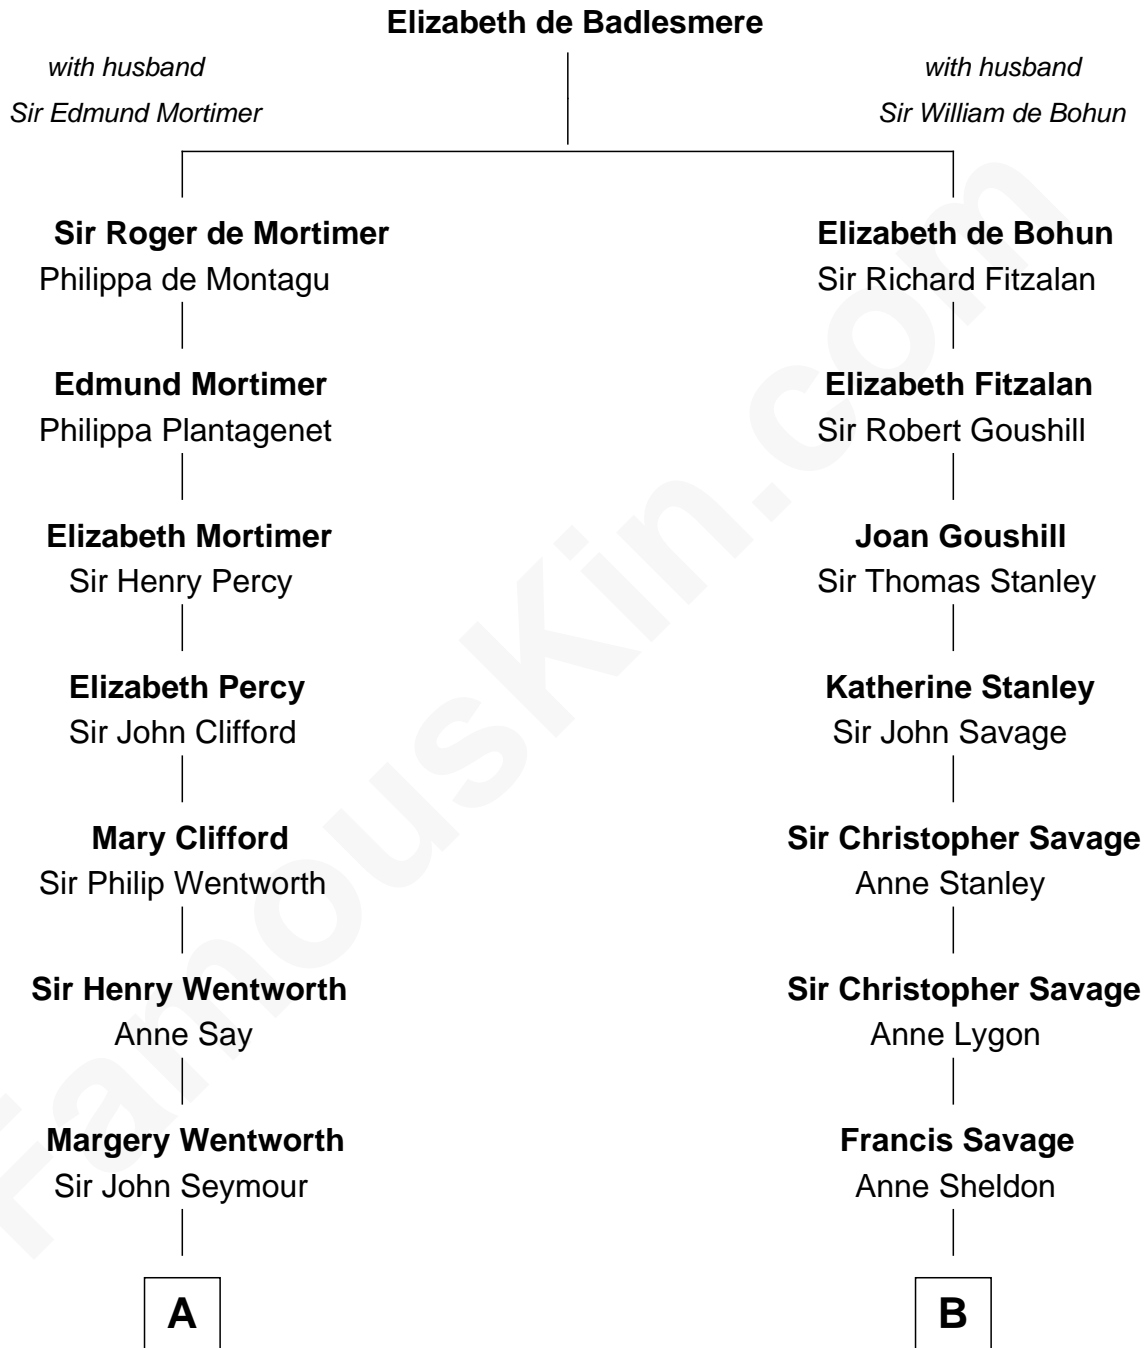 Elizabeth de Badlesmere
with husband
Sir Edmund Mortimer
with husband
Sir William de Bohun
Sir Roger de Mortimer
Philippa de Montagu
Edmund Mortimer
Philippa Plantagenet
Elizabeth Mortimer
Sir Henry Percy
Elizabeth Percy
Sir John Clifford
Mary Clifford
Sir Philip Wentworth
Sir Henry Wentworth
Anne Say
Margery Wentworth
Sir John Seymour
A
Elizabeth de Bohun
Sir Richard Fitzalan
Elizabeth Fitzalan
Sir Robert Goushill
Joan Goushill
Sir Thomas Stanley
Katherine Stanley
Sir John Savage
Sir Christopher Savage
Anne Stanley
Sir Christopher Savage
Anne Lygon
Francis Savage
Anne Sheldon
B
FamousKin.com